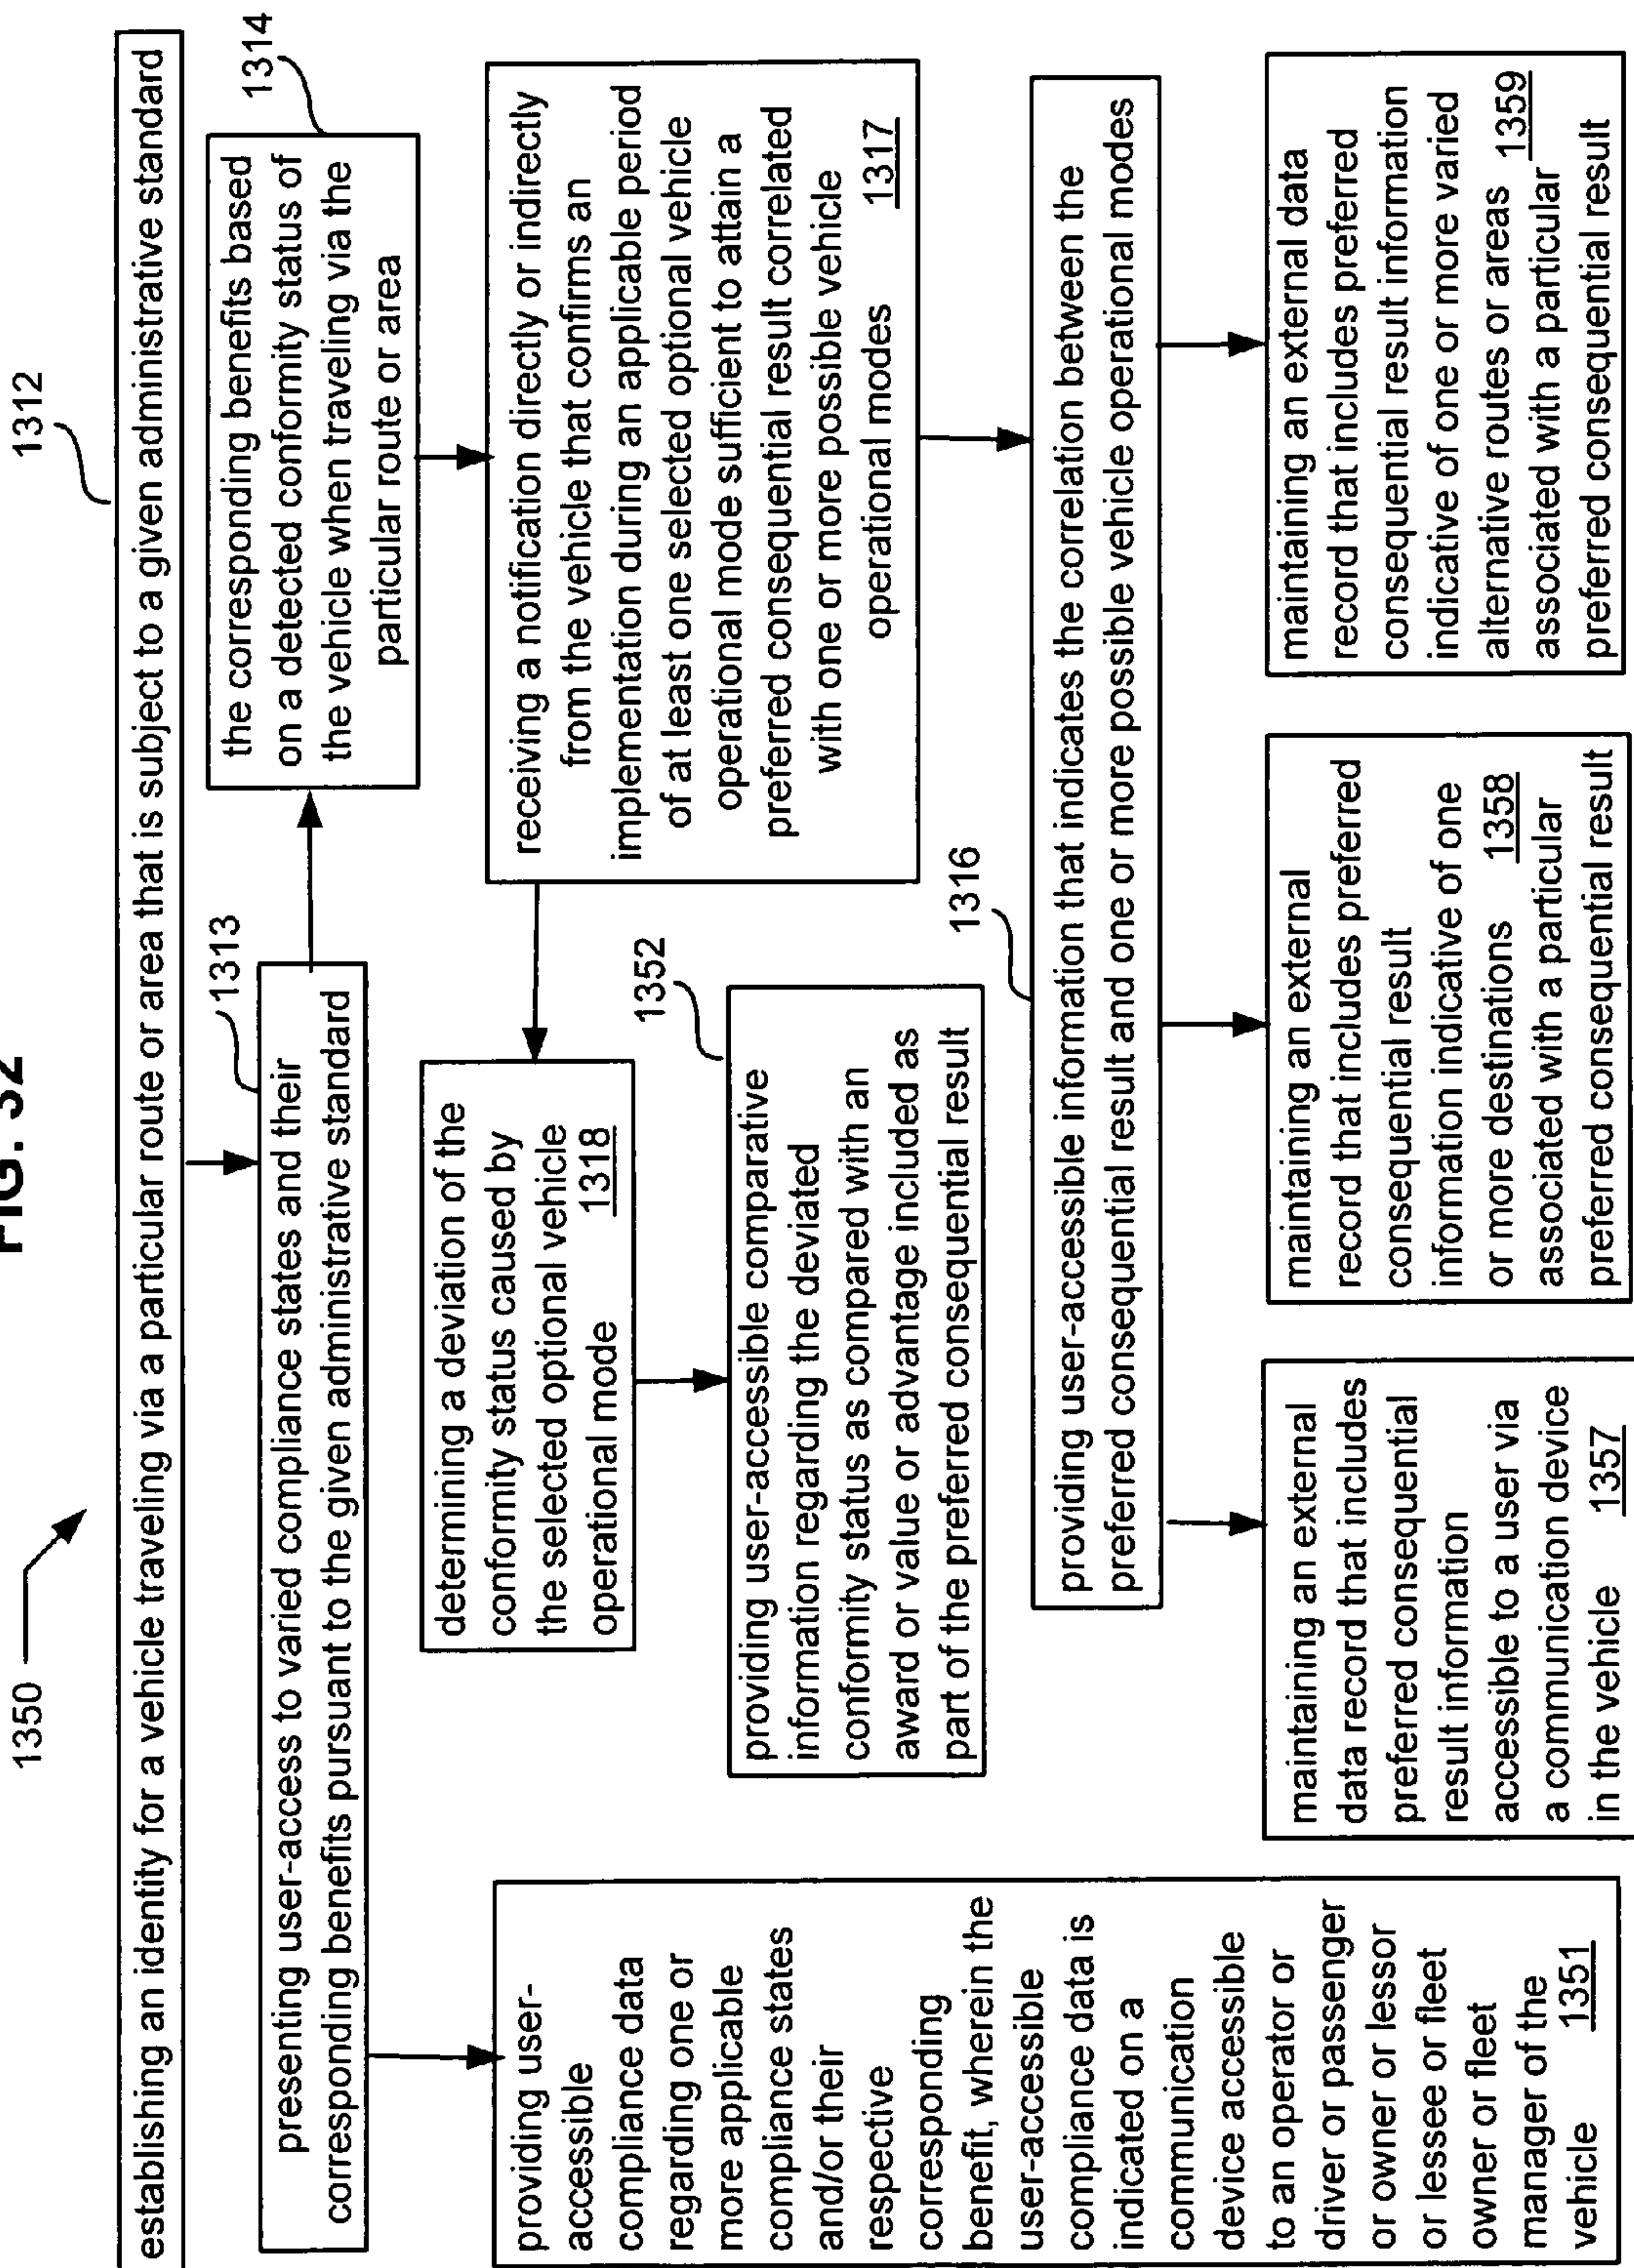 FIG. 32
1350
1312
establishing an identity for a vehicle traveling via a particular route or area that is subject to a given administrative standard
1313
presenting user-access to varied compliance states and their
corresponding benefits pursuant to the given administrative standard
1314
the corresponding benefits based
on a detected conformity status of
the vehicle when traveling via the
particular route or area
providing user-
accessible
compliance data
regarding one or
more applicable
compliance states
and/or their
respective
corresponding
benefit, wherein the
user-accessible
compliance data is
indicated on a
communication
device accessible
to an operator or
driver or passenger
or owner or lessor
or lessee or fleet
owner or fleet
manager of the
vehicle 1351
determining a deviation of the
conformity status caused by
the selected optional vehicle
operational mode 1318
receiving a notification directly or indirectly
from the vehicle that confirms an
implementation during an applicable period
of at least one selected optional vehicle
operational mode sufficient to attain a
preferred consequential result correlated
with one or more possible vehicle
operational modes 1317
1352
providing user-accessible comparative
information regarding the deviated
conformity status as compared with an
award or value or advantage included as
part of the preferred consequential result
1316
providing user-accessible information that indicates the correlation between the
preferred consequential result and one or more possible vehicle operational modes
maintaining an external
data record that includes
preferred consequential
result information
accessible to a user via
a communication device
in the vehicle 1357
maintaining an external
record that includes preferred
consequential result
information indicative of one
or more destinations 1358
associated with a particular
preferred consequential result
maintaining an external data
record that includes preferred
consequential result information
indicative of one or more varied
alternative routes or areas 1359
associated with a particular
preferred consequential result